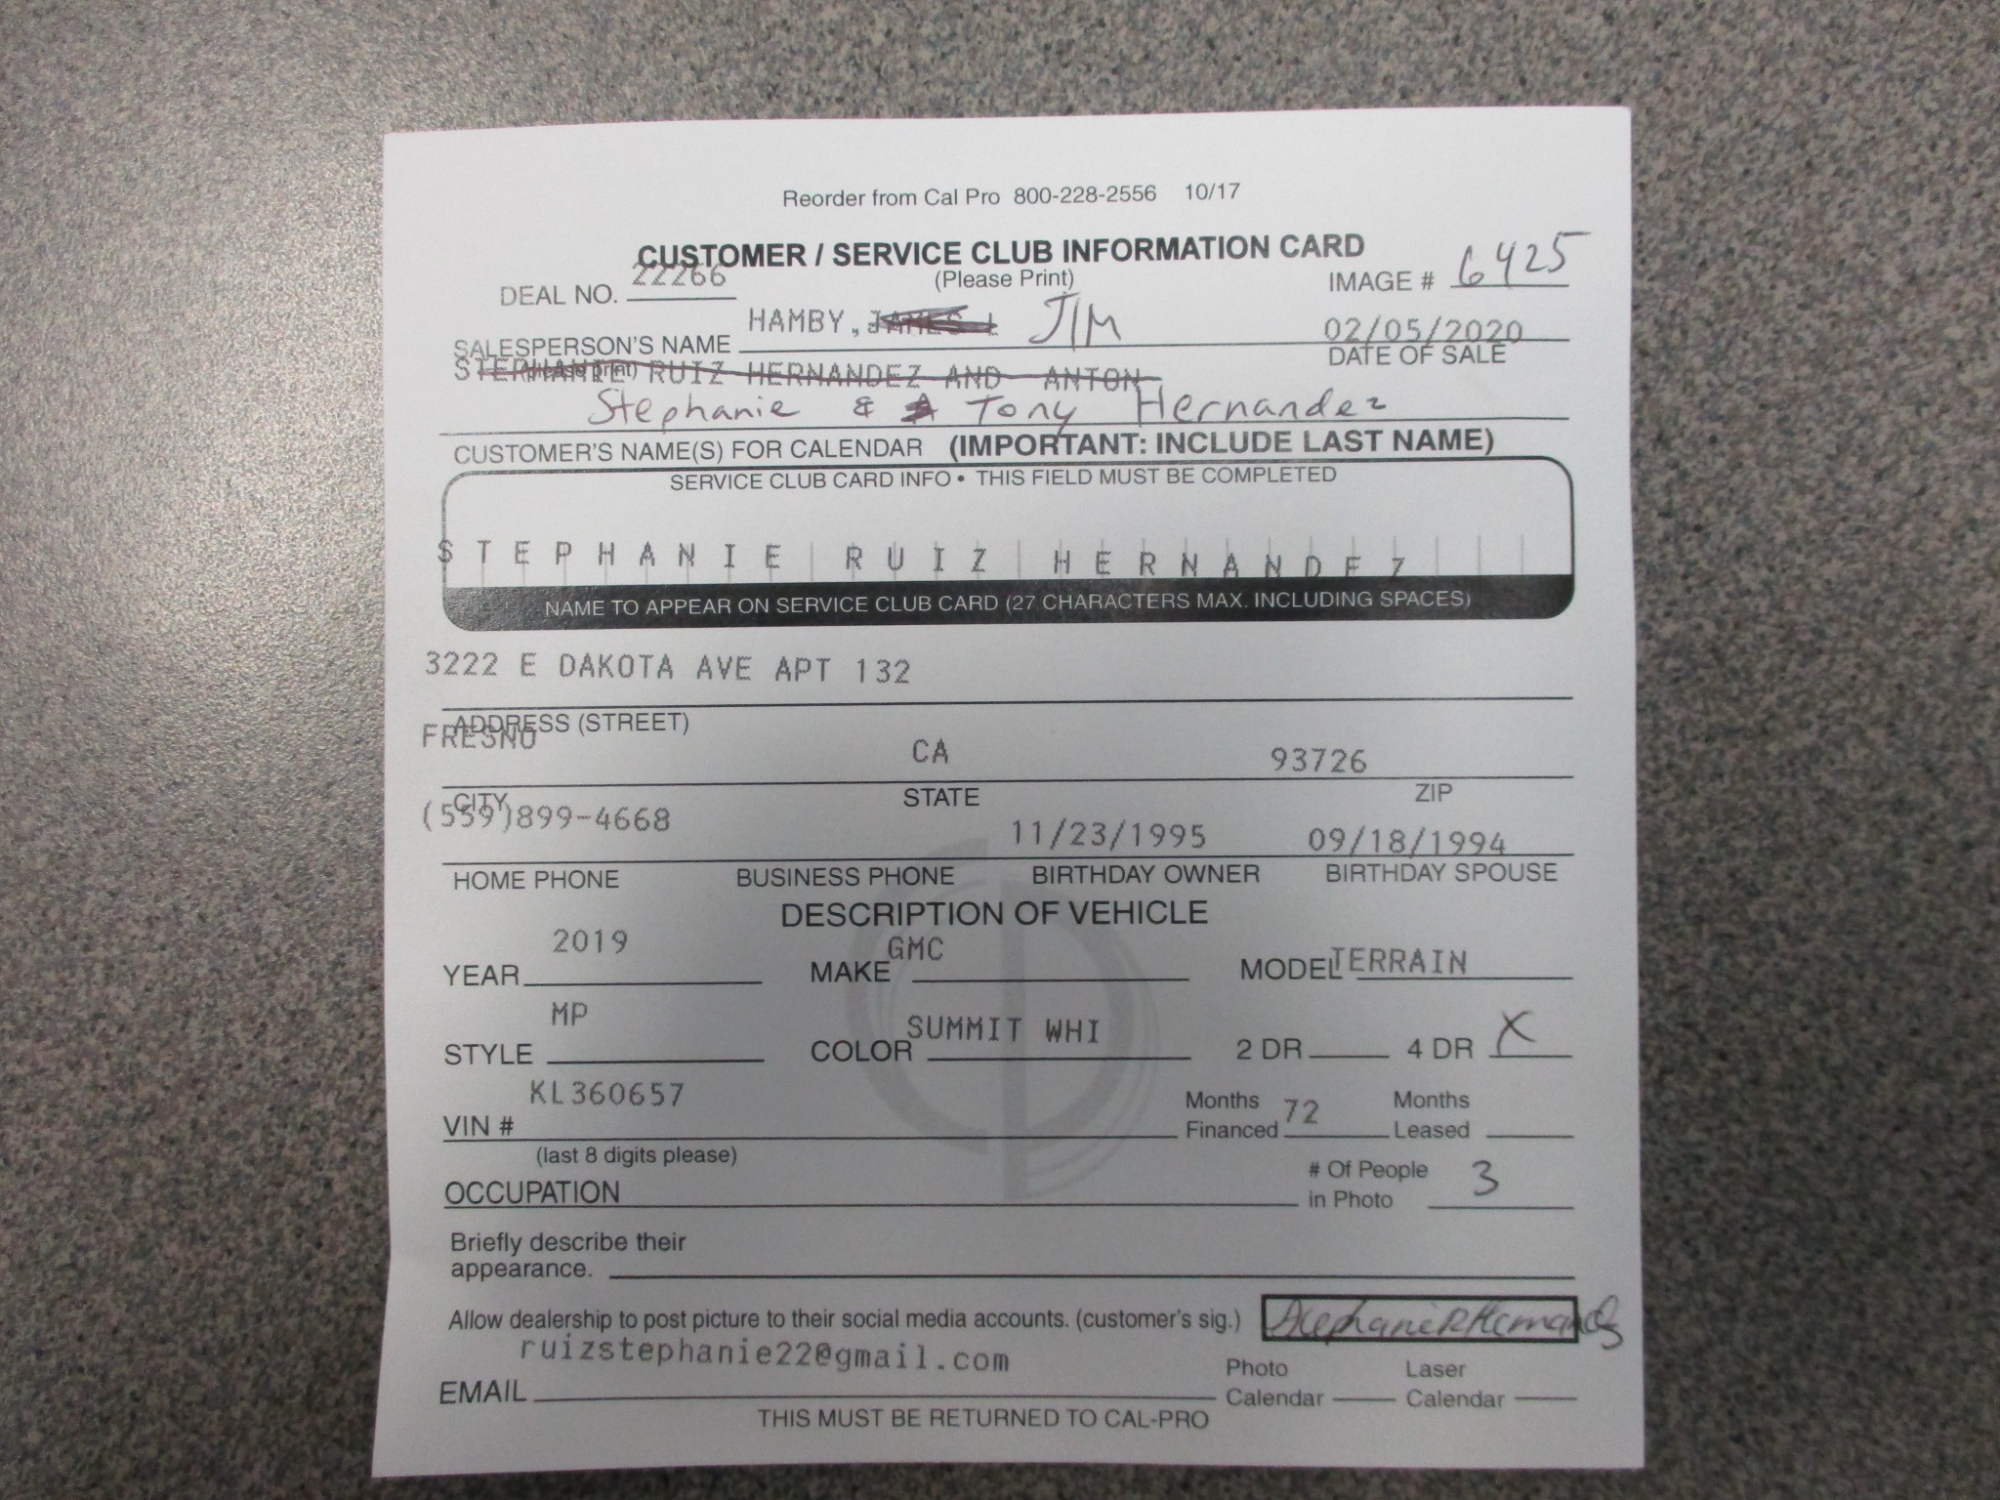 Reorder from Cal Pro 800-228-2556 10/17
CUSTOMER / SERVICE CLUB INFORMATION CARD
(Please Print)
DEAL NO. 22266
IMAGE # 6425
SALESPERSON'S NAME HAMBY, JAMES L JIM
(please print)
02/05/2020
DATE OF SALE
STEPHANIE RUIZ HERNANDEZ AND ANTON
Stephanie & Tony Hernandez
CUSTOMER'S NAME(S) FOR CALENDAR (IMPORTANT: INCLUDE LAST NAME)
SERVICE CLUB CARD INFO • THIS FIELD MUST BE COMPLETED
STEPHANIE RUIZ HERNANDEZ
NAME TO APPEAR ON SERVICE CLUB CARD (27 CHARACTERS MAX. INCLUDING SPACES)
3222 E DAKOTA AVE APT 132
ADDRESS (STREET)
FRESNO CA 93726
CITY STATE ZIP
(559)899-4668 11/23/1995 09/18/1994
HOME PHONE BUSINESS PHONE BIRTHDAY OWNER BIRTHDAY SPOUSE
DESCRIPTION OF VEHICLE
YEAR 2019 MAKE GMC MODEL TERRAIN
STYLE MP COLOR SUMMIT WHI 2 DR 4 DR X
VIN # KL360657 Months Financed 72 Months Leased
(last 8 digits please)
OCCUPATION # Of People in Photo 3
Briefly describe their
appearance.
Allow dealership to post picture to their social media accounts. (customer's sig.) Stephanie R Hernandez
EMAIL ruizstephanie22@gmail.com Photo Calendar Laser Calendar
THIS MUST BE RETURNED TO CAL-PRO